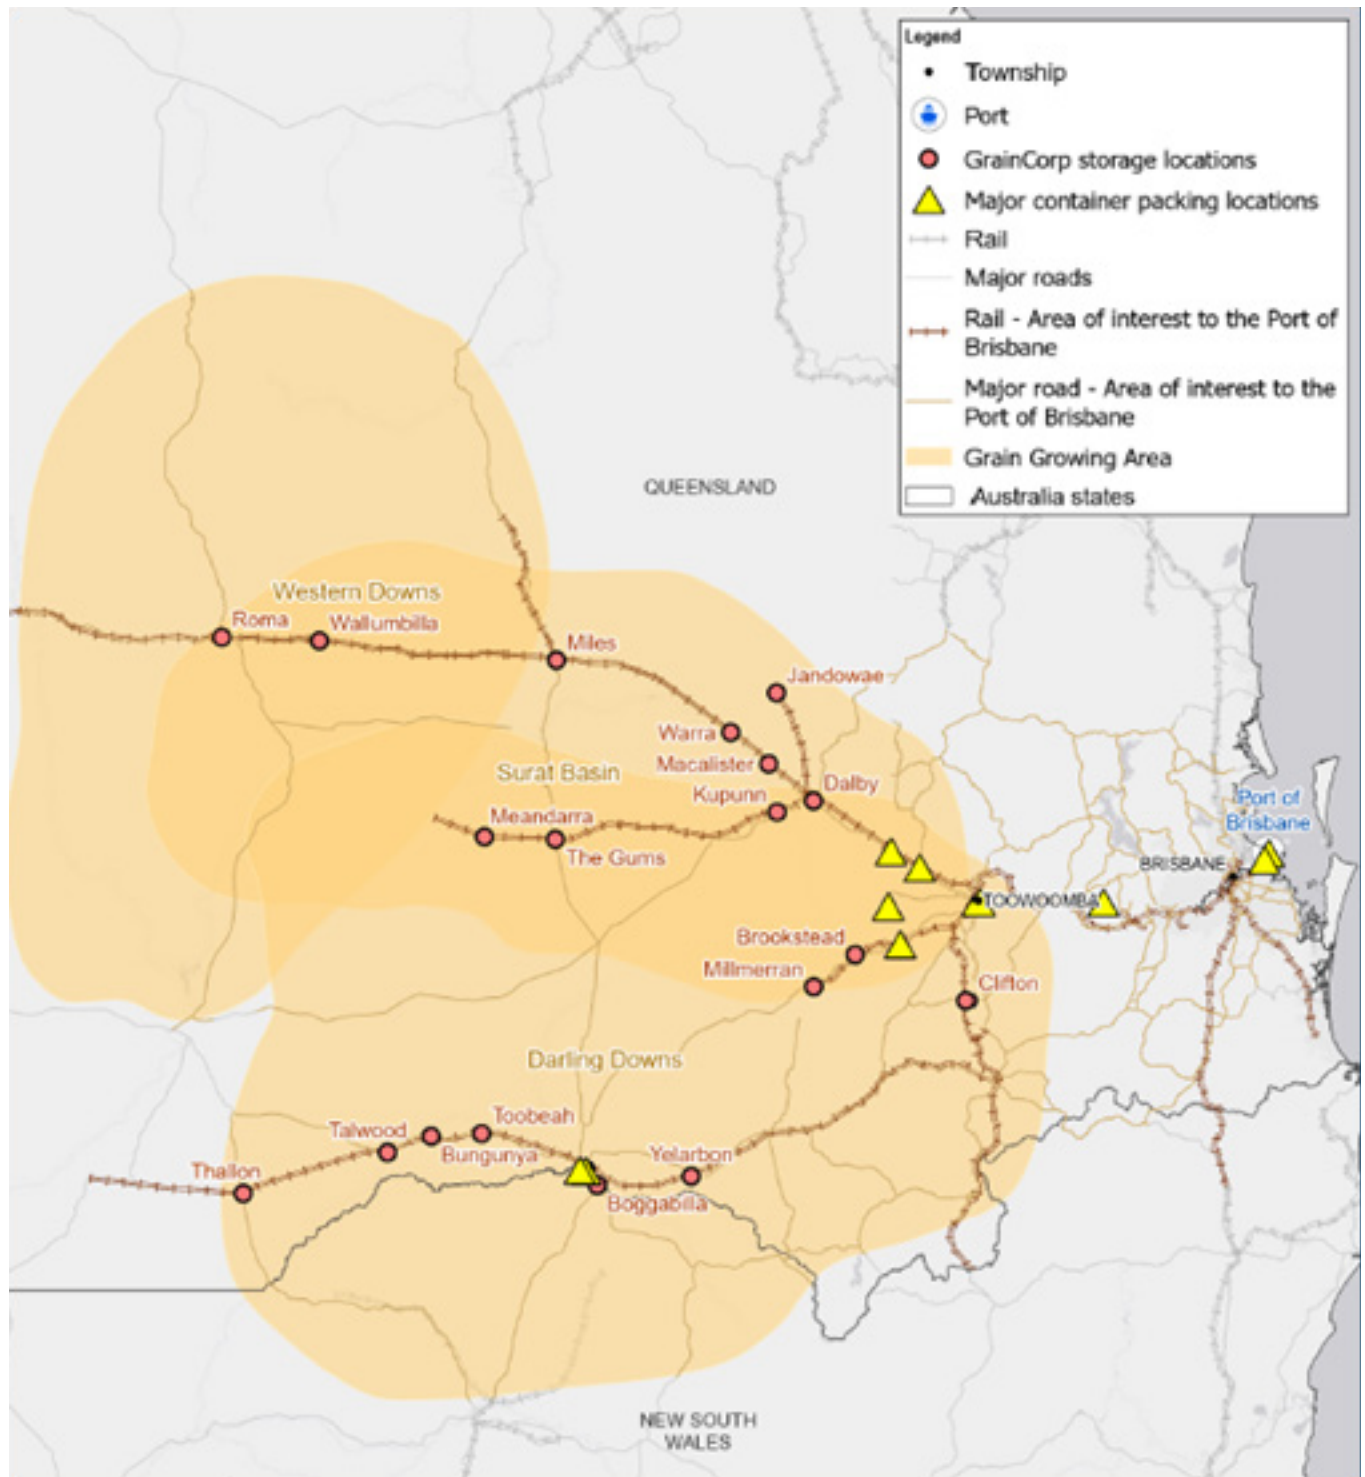 Legend
Township
Port
GrainCorp storage locations
Major container packing locations
Rail
Major roads
Rail - Area of interest to the Port of
Brisbane
Major road - Area of interest to the
Port of Brisbane
Grain Growing Area
Australia states
QUEENSLAND
Western Downs
Roma
Wallumbilla
Miles
Jandowae
Warra
Macalister
Surat Basin
Dalby
Kupunn
Port of
Brisbane
Meandarra
The Gums
BRISBANE
TOOWOOMBA
Brookstead
Millmerran
Clifton
Darling Downs
Toobeah
Talwood
Bungunya
Yelarbon
Thallon
Boggabilla
NEW SOUTH
WALES